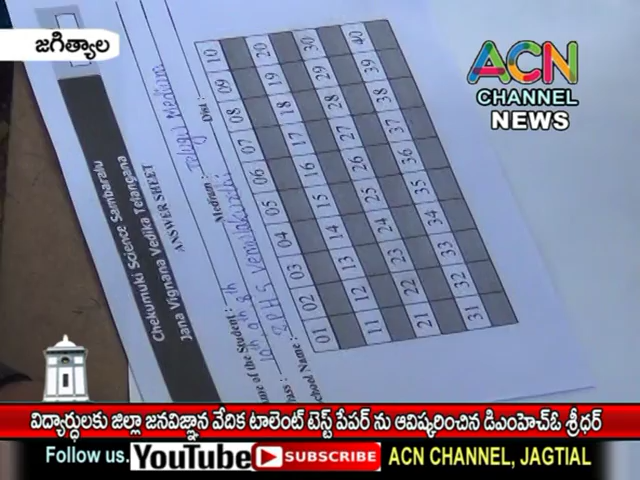 జగిత్యాల
ACN
CHANNEL
NEWS
Chekumuki Science Sambaralu
Jana Vignana Vedika Telangana
ANSWER SHEET
Telugu Medium
Medium : Dist :
Name of the Student :
10th 9th 8th
Class :
School Name :
01 02 03 04 05 06 07 08 09 10
11 12 13 14 15 16 17 18 19 20
21 22 23 24 25 26 27 28 29 30
31 32 33 34 35 36 37 38 39 40
విద్యార్థులకు జిల్లా జనవిజ్ఞాన వేదిక టాలెంట్ టెస్ట్ పేపర్ ను ఆవిష్కరించిన డిఎంహెచ్ఓ శ్రీధర్
Follow us. YouTube SUBSCRIBE ACN CHANNEL, JAGTIAL